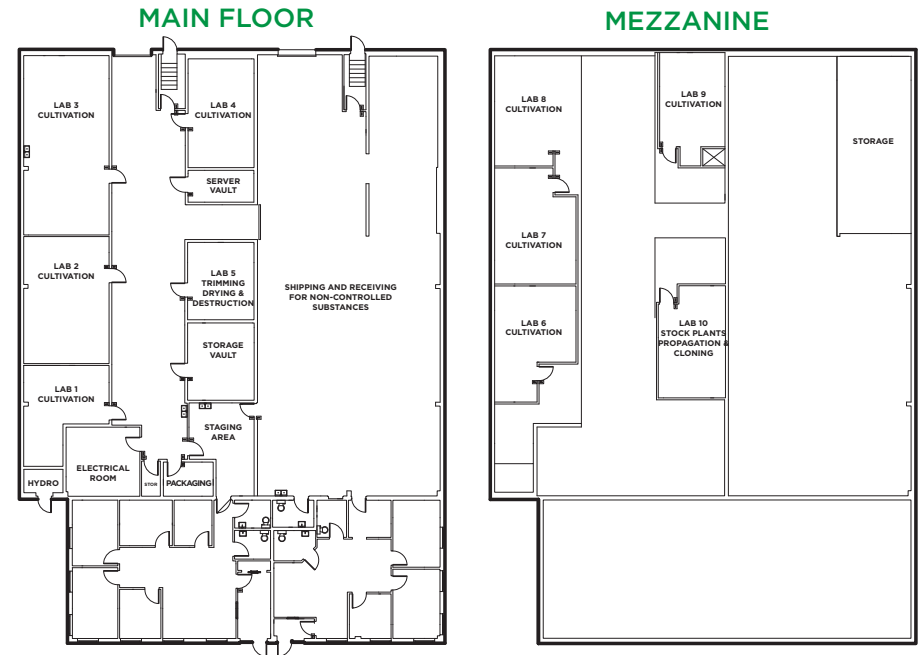 MAIN FLOOR
LAB 3
CULTIVATION
LAB 4
CULTIVATION
SERVER
VAULT
LAB 2
CULTIVATION
LAB 5
TRIMMING
DRYING &
DESTRUCTION
SHIPPING AND RECEIVING
FOR NON-CONTROLLED
SUBSTANCES
STORAGE
VAULT
LAB 1
CULTIVATION
STAGING
AREA
ELECTRICAL
ROOM
HYDRO
STOR
PACKAGING
MEZZANINE
LAB 8
CULTIVATION
LAB 9
CULTIVATION
STORAGE
LAB 7
CULTIVATION
LAB 6
CULTIVATION
LAB 10
STOCK PLANTS
PROPAGATION &
CLONING